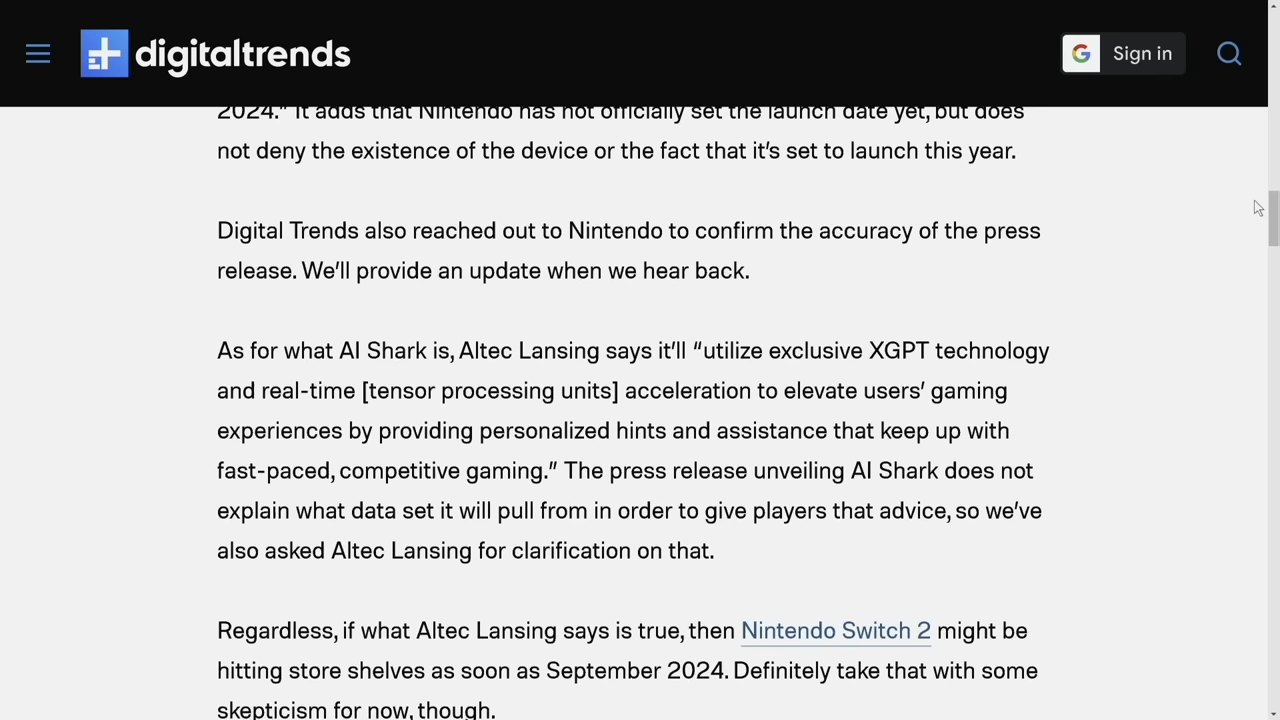 digitaltrends
Sign in
2024.” It adds that Nintendo has not officially set the launch date yet, but does
not deny the existence of the device or the fact that it’s set to launch this year.
Digital Trends also reached out to Nintendo to confirm the accuracy of the press
release. We’ll provide an update when we hear back.
As for what AI Shark is, Altec Lansing says it’ll “utilize exclusive XGPT technology
and real-time [tensor processing units] acceleration to elevate users’ gaming
experiences by providing personalized hints and assistance that keep up with
fast-paced, competitive gaming.” The press release unveiling AI Shark does not
explain what data set it will pull from in order to give players that advice, so we’ve
also asked Altec Lansing for clarification on that.
Regardless, if what Altec Lansing says is true, then Nintendo Switch 2 might be
hitting store shelves as soon as September 2024. Definitely take that with some
skepticism for now, though.